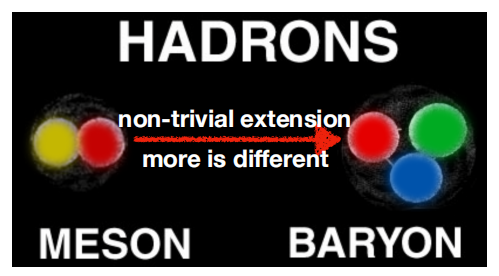 HADRONS
non-trivial extension
more is different
MESON
BARYON